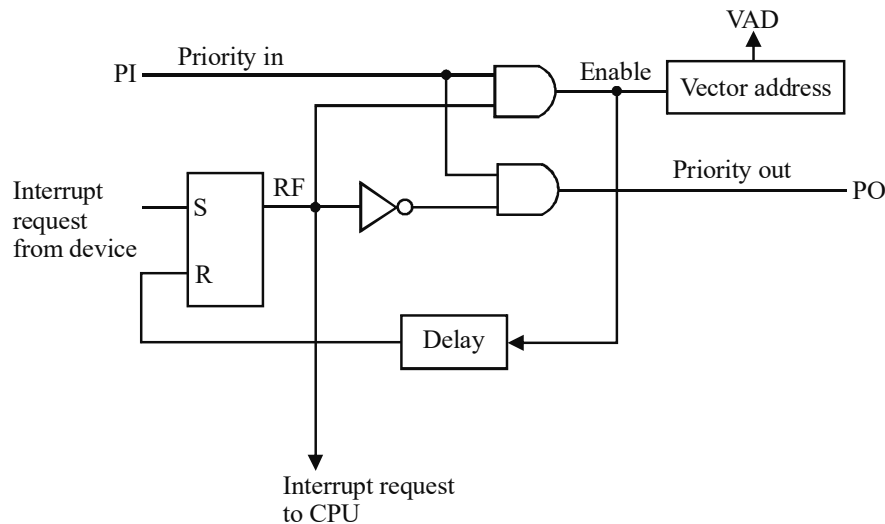 VAD
Priority in
PI
Enable
Vector address
Interrupt
request
from device
S
RF
R
Priority out
PO
Delay
Interrupt request
to CPU